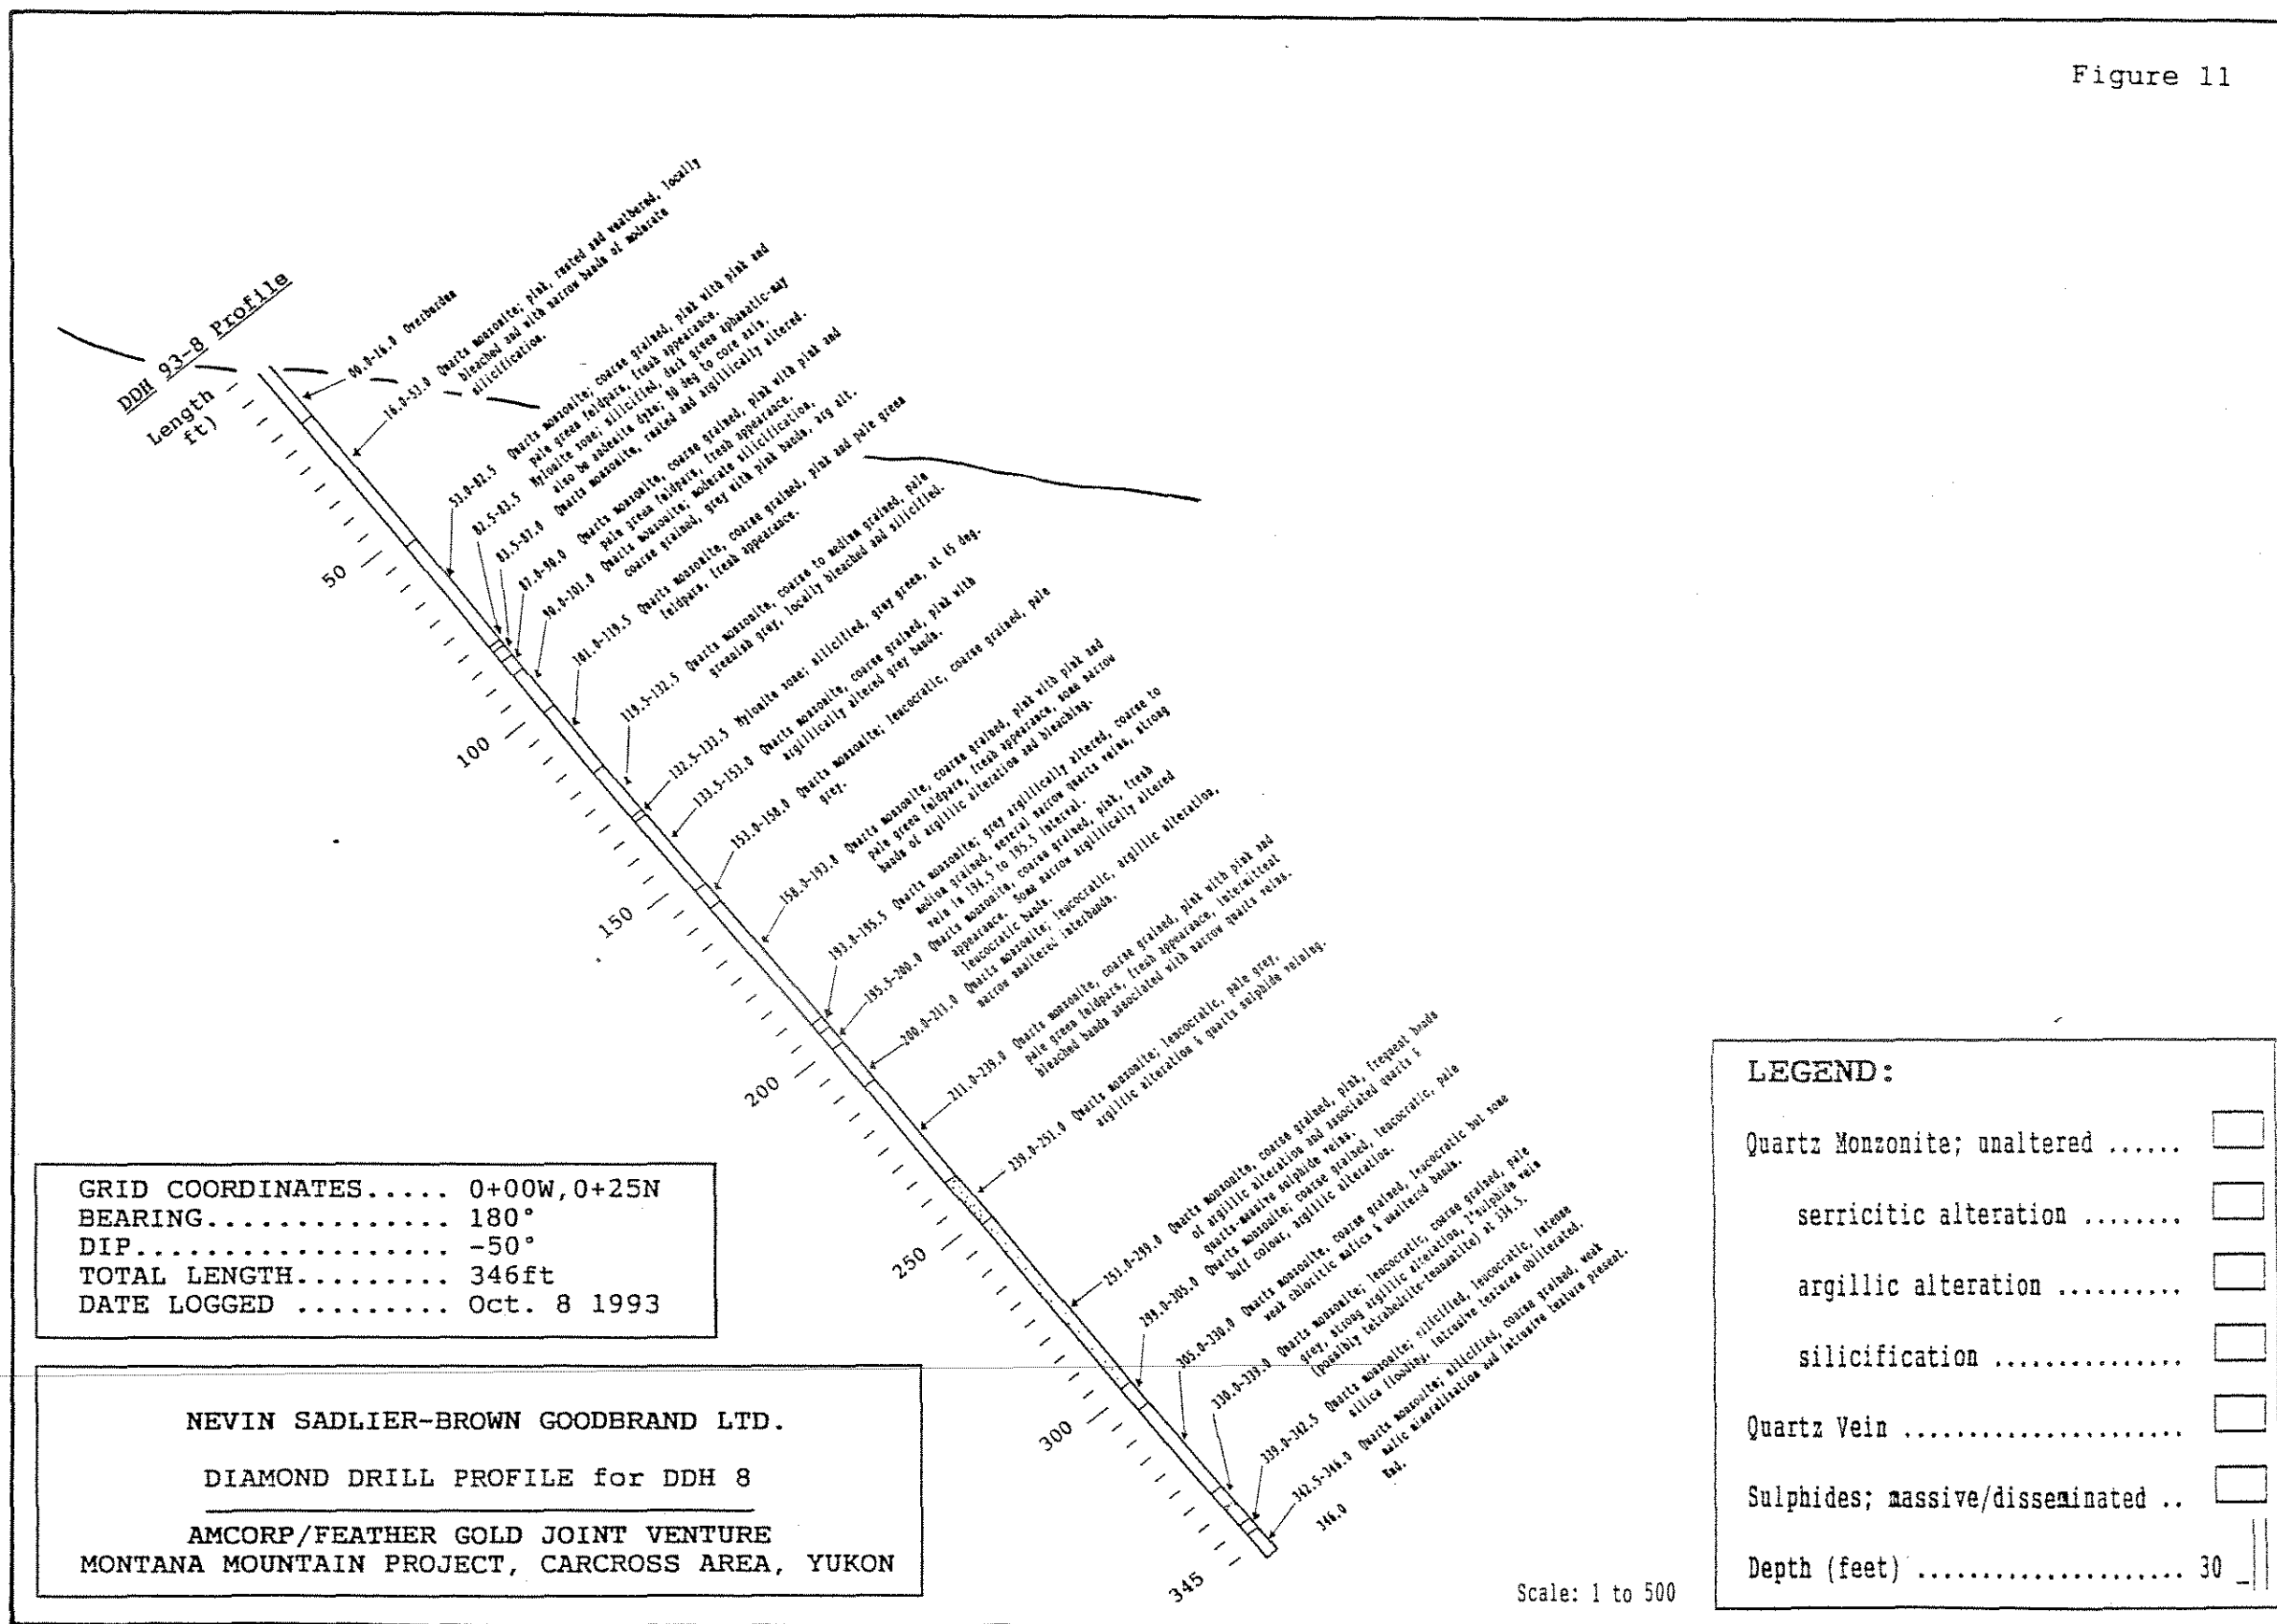 Figure 11
DDH 93-8 Profile
Length
ft)
00.0-16.0 Overburden
16.0-53.0 Quartz monzonite; pink, rusted and weathered, locally
bleached and with narrow bands of moderate
silicification.
53.0-82.5 Quartz monzonite; coarse grained, pink with pink and
pale green feldpars, fresh appearance.
82.5-83.5 Mylonite zone; silicified, dark green aphanatic-may
also be andesite dyke; 90 deg to core axis.
83.5-87.0 Quartz monzonite, rusted and argillically altered.
87.0-90.0 Quartz monzonite, coarse grained, pink with pink and
pale green feldpars, fresh appearance.
90.0-101.0 Quartz monzonite; moderate silicification,
coarse grained, grey with pink bands, arg alt.
101.0-119.5 Quartz monzonite, coarse grained, pink and pale green
feldpars, fresh appearance.
119.5-132.5 Quartz monzonite, coarse to medium grained, pale
greenish grey, locally bleached and silicified.
132.5-133.5 Mylonite zone; silicified, grey green, at 45 deg.
133.5-153.0 Quartz monzonite, coarse grained, pink with
argillically altered grey bands.
153.0-158.0 Quartz monzonite; leucocratic, coarse grained, pale
grey.
158.0-193.0 Quartz monzonite, coarse grained, pink with pink and
pale green feldpars, fresh appearance, some narrow
bands of argillic alteration and bleaching.
193.0-195.5 Quartz monzonite; grey argillically altered, coarse to
medium grained, several narrow quartz veins, strong
vein in 194.5 to 195.5 interval.
195.5-200.0 Quartz monzonite, coarse grained, pink, fresh
appearance. Some narrow argillically altered
leucocratic bands.
200.0-211.0 Quartz monzonite; leucocratic, argillic alteration,
narrow unaltered interbands.
211.0-239.0 Quartz monzonite, coarse grained, pink with pink and
pale green feldpars, fresh appearance, intermittent
bleached bands associated with narrow quartz veins.
239.0-251.0 Quartz monzonite; leucocratic, pale grey,
argillic alteration & quartz sulphide veining.
251.0-299.0 Quartz monzonite, coarse grained, pink, frequent bands
of argillic alteration and associated quartz &
quartz-massive sulphide veins.
299.0-305.0 Quartz monzonite; coarse grained, leucocratic, pale
buff colour, argillic alteration.
305.0-330.0 Quartz monzonite, coarse grained, leucocratic but some
weak chloritic mafics & unaltered bands.
330.0-339.0 Quartz monzonite; leucocratic, coarse grained, pale
grey, strong argillic alteration, 1"sulphide vein
(possibly tetrahedrite-tennantite) at 334.5.
339.0-342.5 Quartz monzonite; silicified, leucocratic, intense
silica flooding, intrusive textures obliterated.
342.5-346.0 Quartz monzonite; silicified, coarse grained, weak
mafic mineralisation and intrusive texture present.
346.0 End.
50
100
150
200
250
300
345
GRID COORDINATES..... 0+00W,0+25N
BEARING.............. 180°
DIP.................. -50°
TOTAL LENGTH......... 346ft
DATE LOGGED ......... Oct. 8 1993
NEVIN SADLIER-BROWN GOODBRAND LTD.
DIAMOND DRILL PROFILE for DDH 8
AMCORP/FEATHER GOLD JOINT VENTURE
MONTANA MOUNTAIN PROJECT, CARCROSS AREA, YUKON
Scale: 1 to 500
LEGEND:
Quartz Monzonite; unaltered ......
serricitic alteration ........
argillic alteration ..........
silicification ...............
Quartz Vein ......................
Sulphides; massive/disseminated ..
Depth (feet) ..................... 30